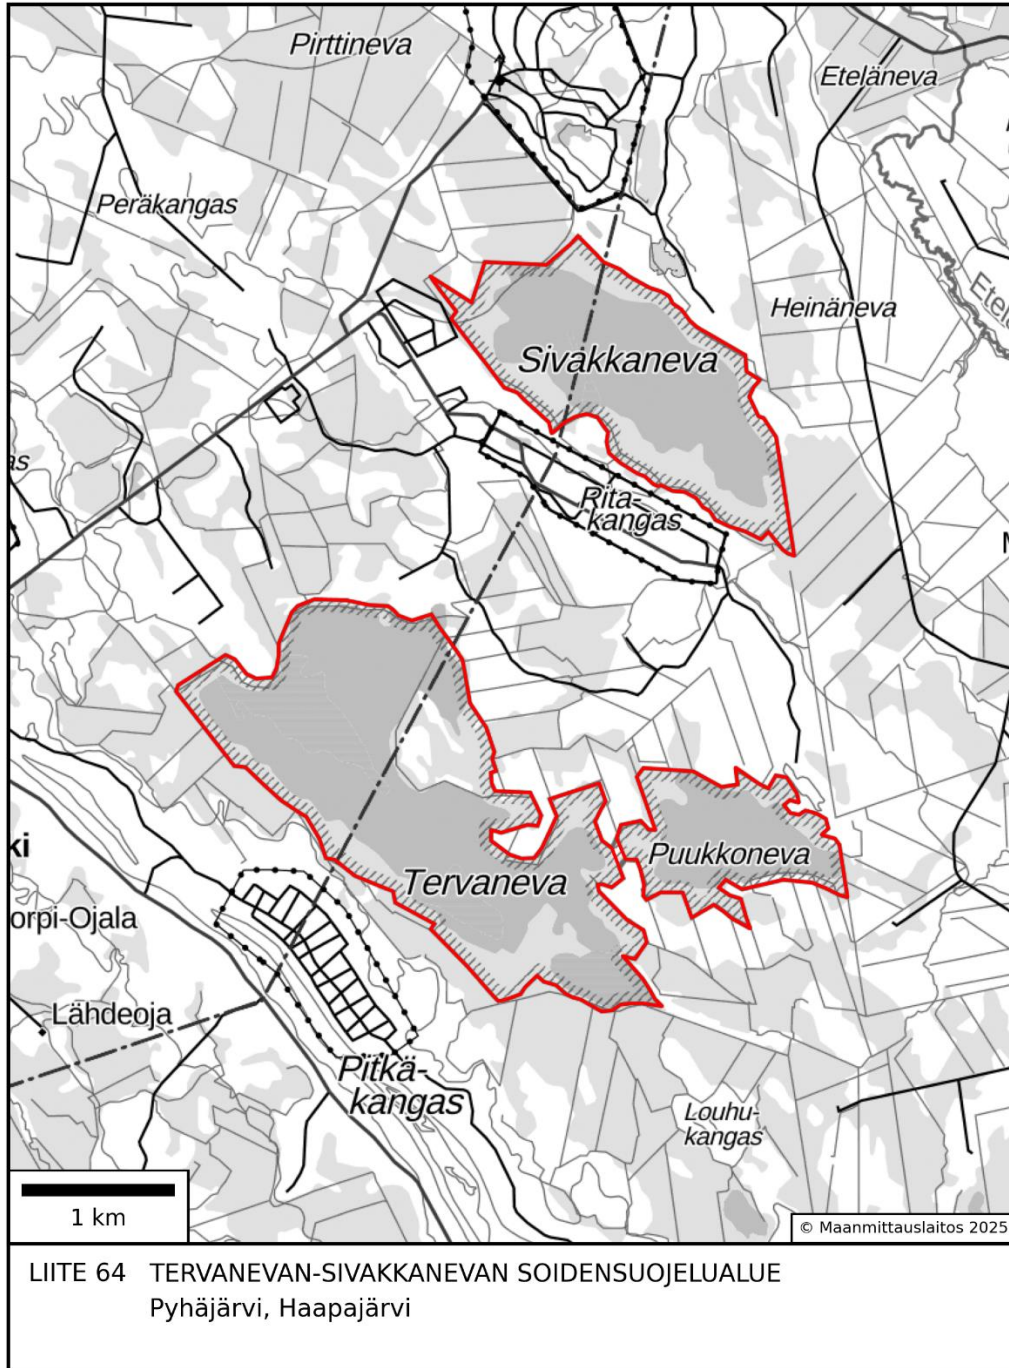 Pirttineva
Eteläneva
Peräkangas
Heinäneva
Sivakkaneva
as
Rita-
kangas
Puukkoneva
Tervaneva
ki
orpi-Ojala
Lähdeoja
Pitkä-
kangas
Louhu-
kangas
1 km
© Maanmittauslaitos 2025
LIITE 64 TERVANEVAN-SIVAKKANEVAN SOIDENSUOJELUALUE
Pyhäjärvi, Haapajärvi